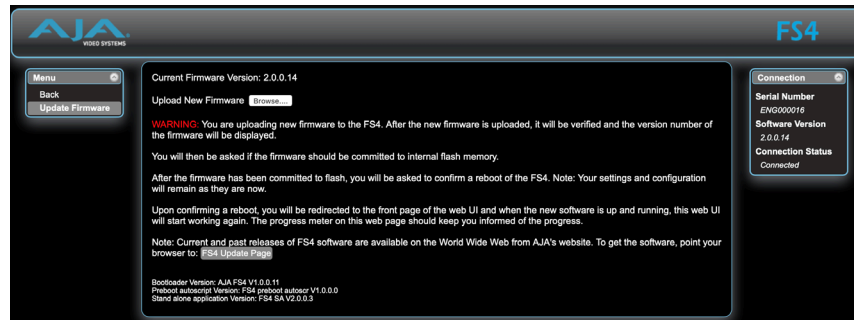 AJA
VIDEO SYSTEMS
FS4
Menu
Back
Update Firmware
Current Firmware Version: 2.0.0.14
Upload New Firmware Browse....
WARNING: You are uploading new firmware to the FS4. After the new firmware is uploaded, it will be verified and the version number of
the firmware will be displayed.
You will then be asked if the firmware should be committed to internal flash memory.
After the firmware has been committed to flash, you will be asked to confirm a reboot of the FS4. Note: Your settings and configuration
will remain as they are now.
Upon confirming a reboot, you will be redirected to the front page of the web UI and when the new software is up and running, this web UI
will start working again. The progress meter on this web page should keep you informed of the progress.
Note: Current and past releases of FS4 software are available on the World Wide Web from AJA's website. To get the software, point your
browser to: FS4 Update Page
Bootloader Version: AJA FS4 V1.0.0.11
Preboot autoscript Version: FS4 preboot autoscr V1.0.0.0
Stand alone application Version: FS4 SA V2.0.0.3
Connection
Serial Number
ENG000016
Software Version
2.0.0.14
Connection Status
Connected